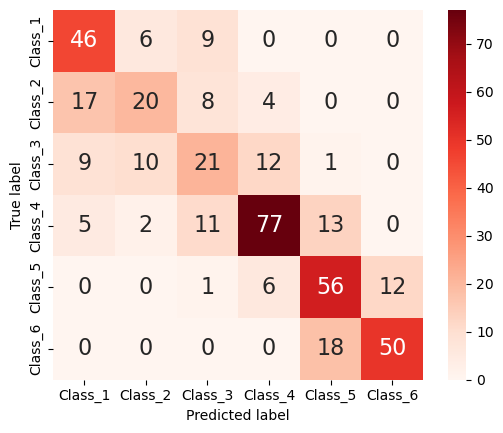 Class_1 46 6 9 0 0 0
Class_2 17 20 8 4 0 0
Class_3 9 10 21 12 1 0
Class_4 5 2 11 77 13 0
Class_5 0 0 1 6 56 12
Class_6 0 0 0 0 18 50
Class_1 Class_2 Class_3 Class_4 Class_5 Class_6
Predicted label
True label
70
60
50
40
30
20
10
0